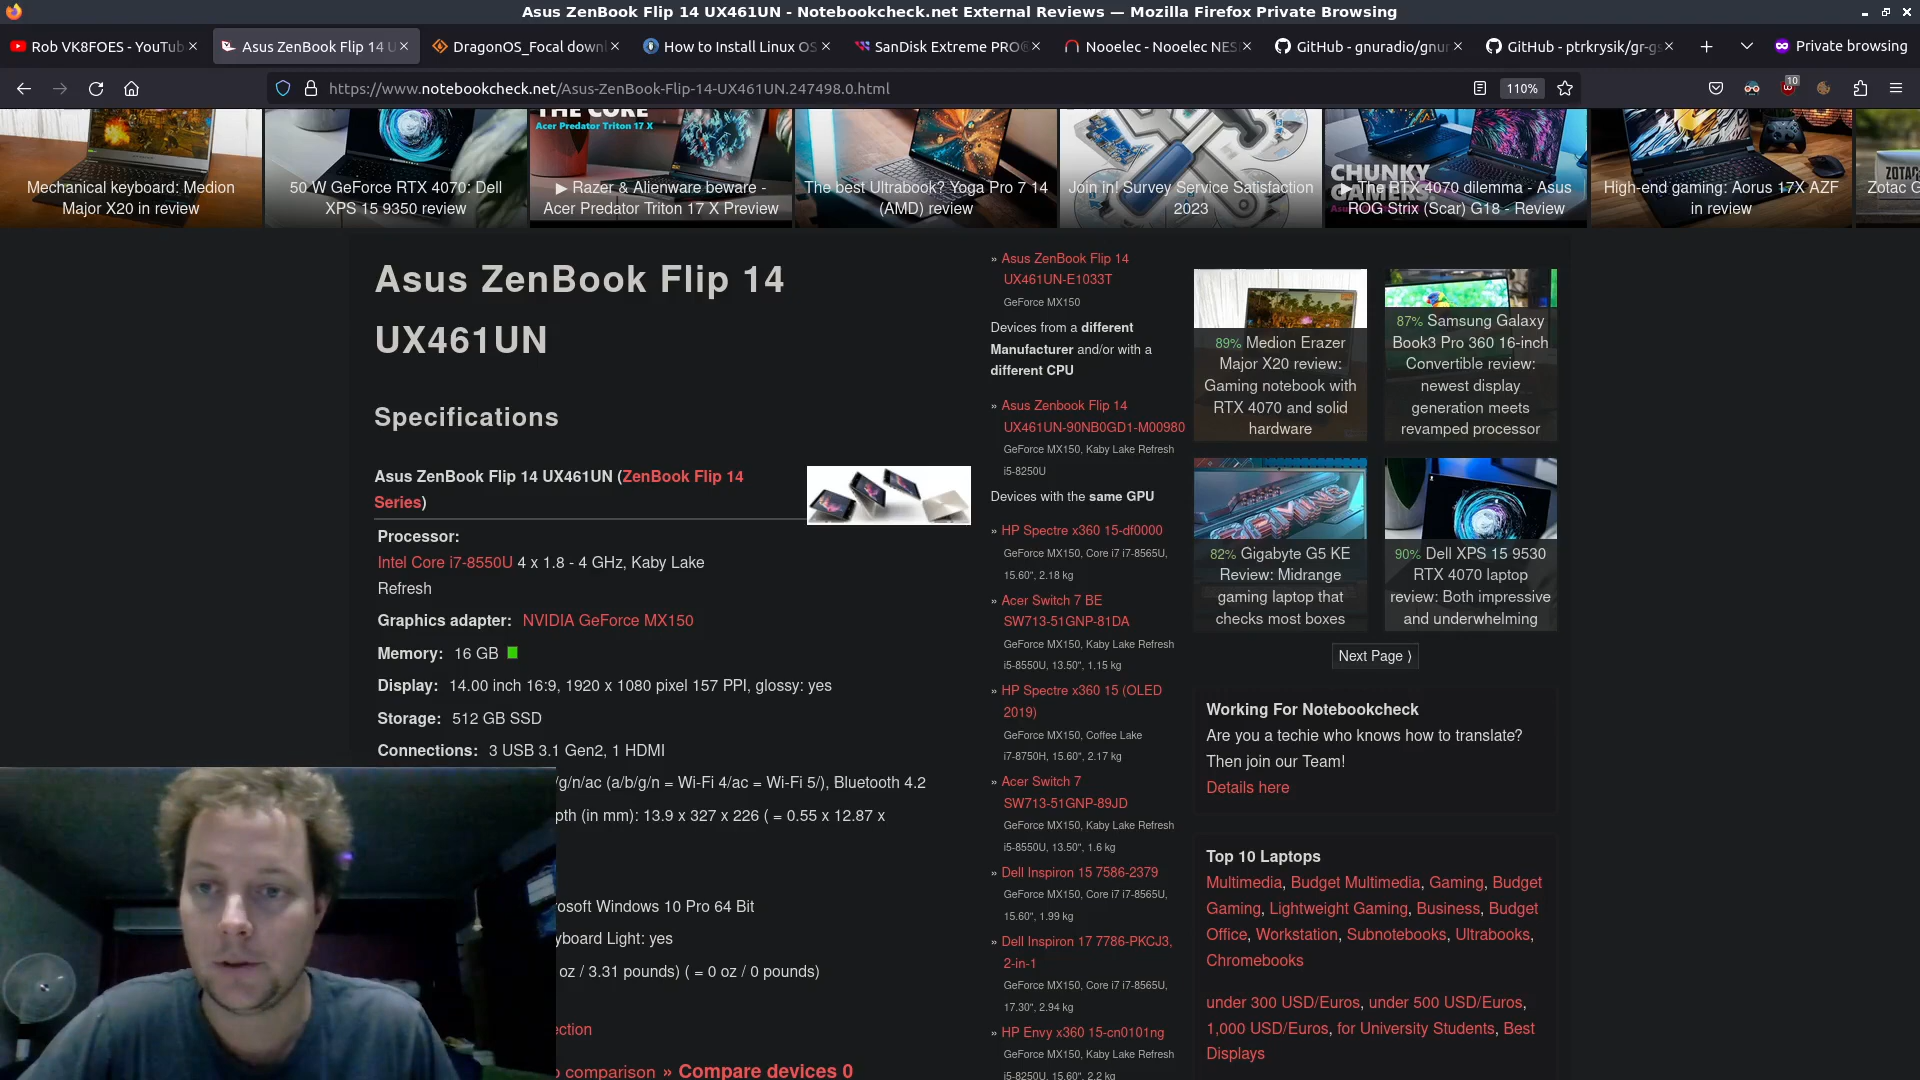 Asus ZenBook Flip 14 UX461UN - Notebookcheck.net External Reviews — Mozilla Firefox Private Browsing
Rob VK8FOES - YouTub
Asus ZenBook Flip 14 U
DragonOS_Focal downl
How to Install Linux OS
SanDisk Extreme PRO®
Nooelec - Nooelec NES
GitHub - gnuradio/gnur
GitHub - ptrkrysik/gr-gs
Private browsing
https://www.notebookcheck.net/Asus-ZenBook-Flip-14-UX461UN.247498.0.html
110%
10
THE CORE
Acer Predator Triton 17 X
CHUNKY
GAMERS.
ZOTAC
Mechanical keyboard: Medion
Major X20 in review
50 W GeForce RTX 4070: Dell
XPS 15 9350 review
▶ Razer & Alienware beware -
Acer Predator Triton 17 X Preview
The best Ultrabook? Yoga Pro 7 14
(AMD) review
Join in! Survey Service Satisfaction
2023
▶ The RTX 4070 dilemma - Asus
ROG Strix (Scar) G18 - Review
High-end gaming: Aorus 17X AZF
in review
Zotac G
Asus ZenBook Flip 14
UX461UN
Specifications
Asus ZenBook Flip 14 UX461UN (ZenBook Flip 14
Series)
Processor:
Intel Core i7-8550U 4 x 1.8 - 4 GHz, Kaby Lake
Refresh
Graphics adapter: NVIDIA GeForce MX150
Memory: 16 GB
Display: 14.00 inch 16:9, 1920 x 1080 pixel 157 PPI, glossy: yes
Storage: 512 GB SSD
Connections: 3 USB 3.1 Gen2, 1 HDMI
/g/n/ac (a/b/g/n = Wi-Fi 4/ac = Wi-Fi 5/), Bluetooth 4.2
pth (in mm): 13.9 x 327 x 226 ( = 0.55 x 12.87 x
osoft Windows 10 Pro 64 Bit
yboard Light: yes
oz / 3.31 pounds) ( = 0 oz / 0 pounds)
ection
comparison » Compare devices 0
» Asus ZenBook Flip 14
UX461UN-E1033T
GeForce MX150
Devices from a different
Manufacturer and/or with a
different CPU
» Asus Zenbook Flip 14
UX461UN-90NB0GD1-M00980
GeForce MX150, Kaby Lake Refresh
i5-8250U
Devices with the same GPU
» HP Spectre x360 15-df0000
GeForce MX150, Core i7 i7-8565U,
15.60", 2.18 kg
» Acer Switch 7 BE
SW713-51GNP-81DA
GeForce MX150, Kaby Lake Refresh
i5-8550U, 13.50", 1.15 kg
» HP Spectre x360 15 (OLED
2019)
GeForce MX150, Coffee Lake
i7-8750H, 15.60", 2.17 kg
» Acer Switch 7
SW713-51GNP-89JD
GeForce MX150, Kaby Lake Refresh
i5-8550U, 13.50", 1.6 kg
» Dell Inspiron 15 7586-2379
GeForce MX150, Core i7 i7-8565U,
15.60", 1.99 kg
» Dell Inspiron 17 7786-PKCJ3,
2-in-1
GeForce MX150, Core i7 i7-8565U,
17.30", 2.94 kg
» HP Envy x360 15-cn0101ng
GeForce MX150, Kaby Lake Refresh
i5-8250U, 15.60", 2.2 kg
89% Medion Erazer
Major X20 review:
Gaming notebook with
RTX 4070 and solid
hardware
87% Samsung Galaxy
Book3 Pro 360 16-inch
Convertible review:
newest display
generation meets
revamped processor
82% Gigabyte G5 KE
Review: Midrange
gaming laptop that
checks most boxes
90% Dell XPS 15 9530
RTX 4070 laptop
review: Both impressive
and underwhelming
Next Page ⟩
Working For Notebookcheck
Are you a techie who knows how to translate?
Then join our Team!
Details here
Top 10 Laptops
Multimedia, Budget Multimedia, Gaming, Budget
Gaming, Lightweight Gaming, Business, Budget
Office, Workstation, Subnotebooks, Ultrabooks,
Chromebooks
under 300 USD/Euros, under 500 USD/Euros,
1,000 USD/Euros, for University Students, Best
Displays